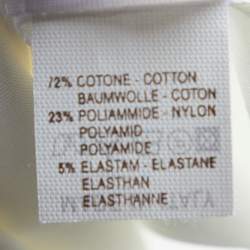 72% COTONE - COTTON
BAUMWOLLE - COTON
23% POLIAMMIDE - NYLON
POLYAMID
POLYAMIDE
5% ELASTAM - ELASTANE
ELASTHAN
ELASTHANNE